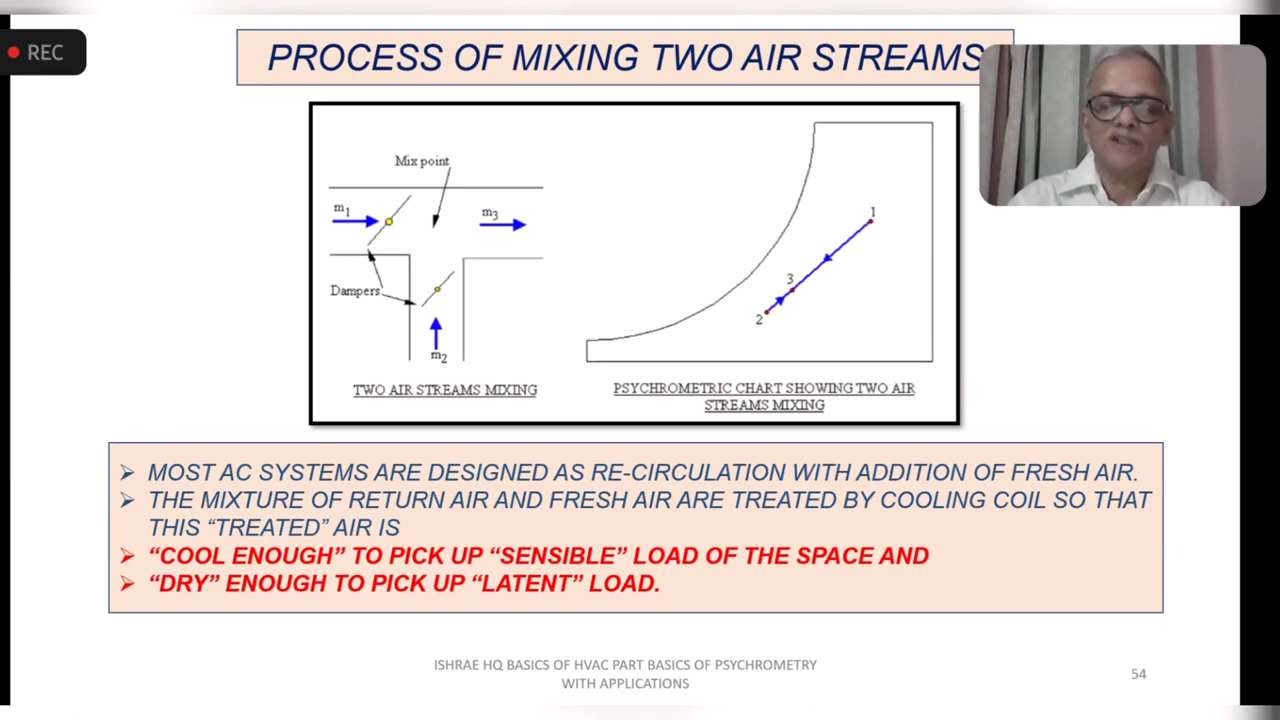 REC
PROCESS OF MIXING TWO AIR STREAMS
Mix point
m1
m3
Dampers
m2
TWO AIR STREAMS MIXING
1
3
2
PSYCHROMETRIC CHART SHOWING TWO AIR
STREAMS MIXING
➢ MOST AC SYSTEMS ARE DESIGNED AS RE-CIRCULATION WITH ADDITION OF FRESH AIR.
➢ THE MIXTURE OF RETURN AIR AND FRESH AIR ARE TREATED BY COOLING COIL SO THAT
THIS “TREATED” AIR IS
➢ “COOL ENOUGH” TO PICK UP “SENSIBLE” LOAD OF THE SPACE AND
➢ “DRY” ENOUGH TO PICK UP “LATENT” LOAD.
ISHRAE HQ BASICS OF HVAC PART BASICS OF PSYCHROMETRY
WITH APPLICATIONS
54